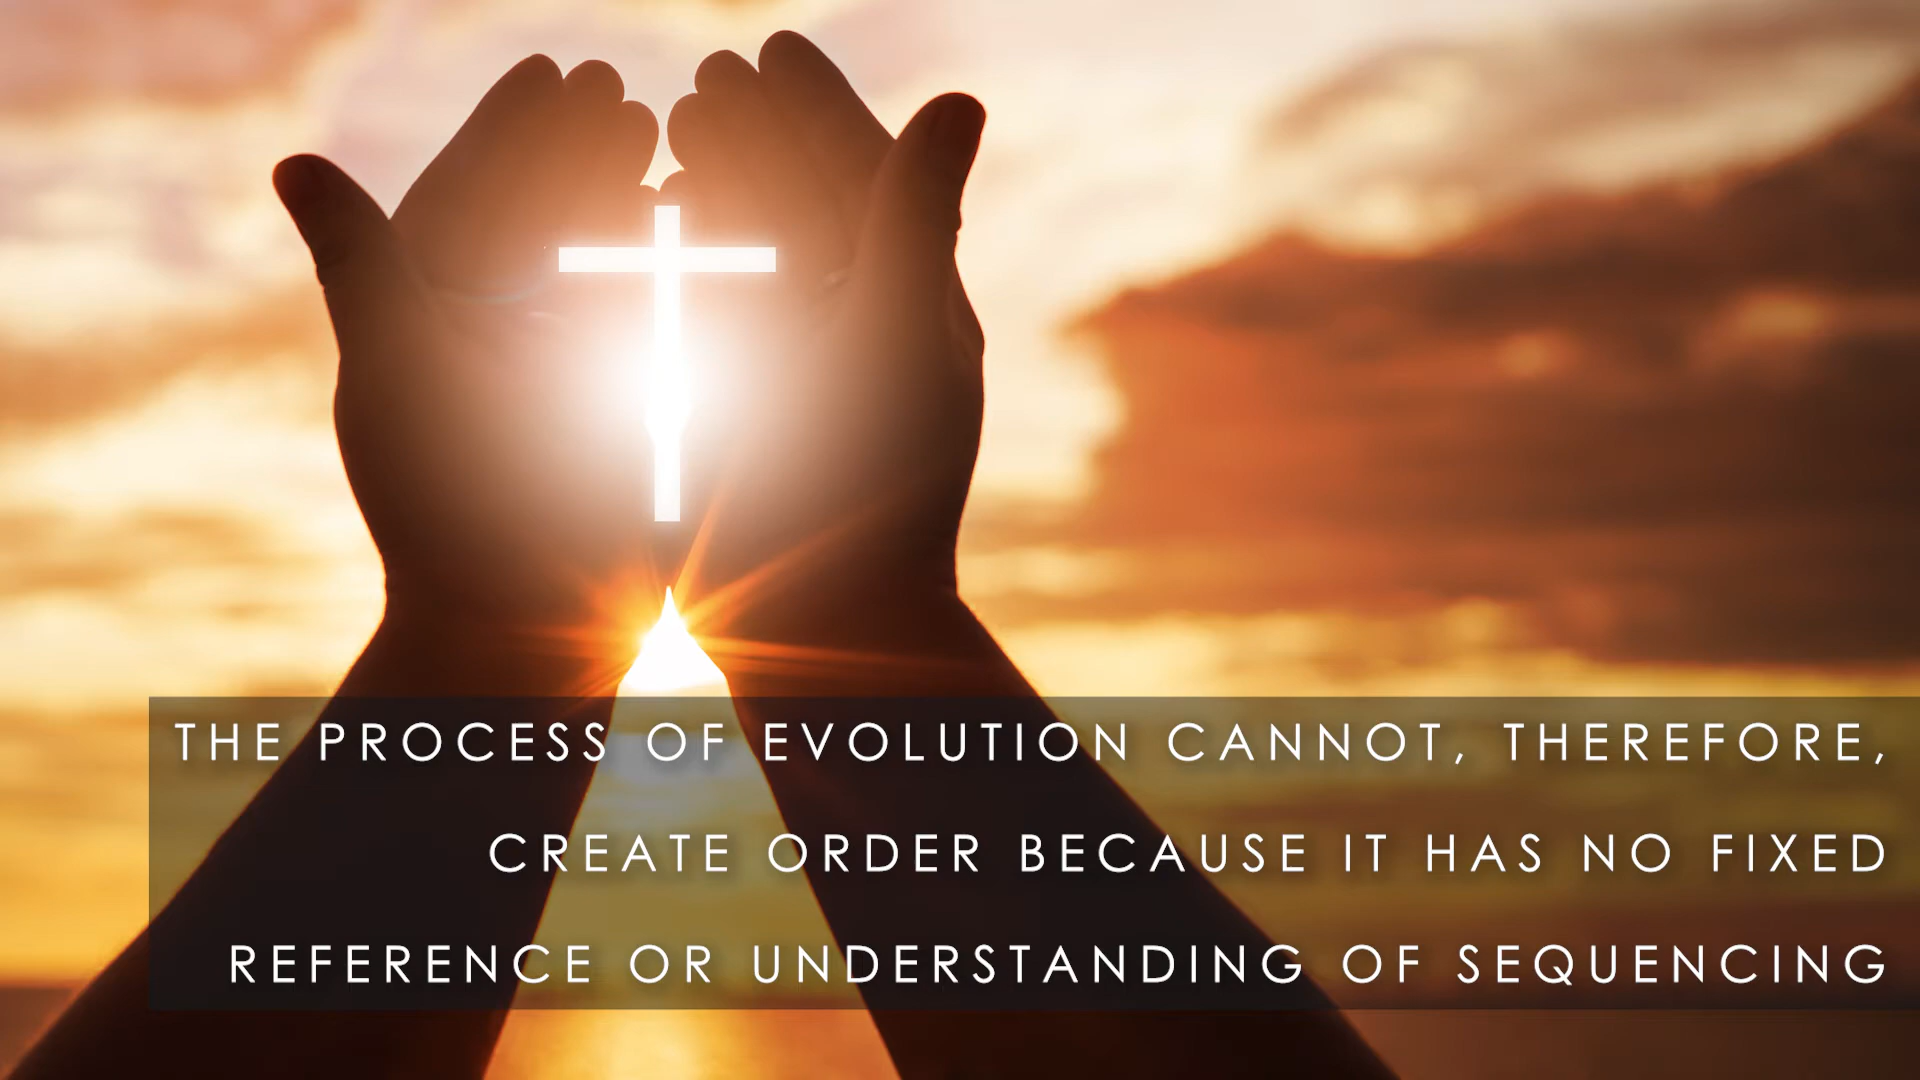 THE PROCESS OF EVOLUTION CANNOT, THEREFORE,
CREATE ORDER BECAUSE IT HAS NO FIXED
REFERENCE OR UNDERSTANDING OF SEQUENCING